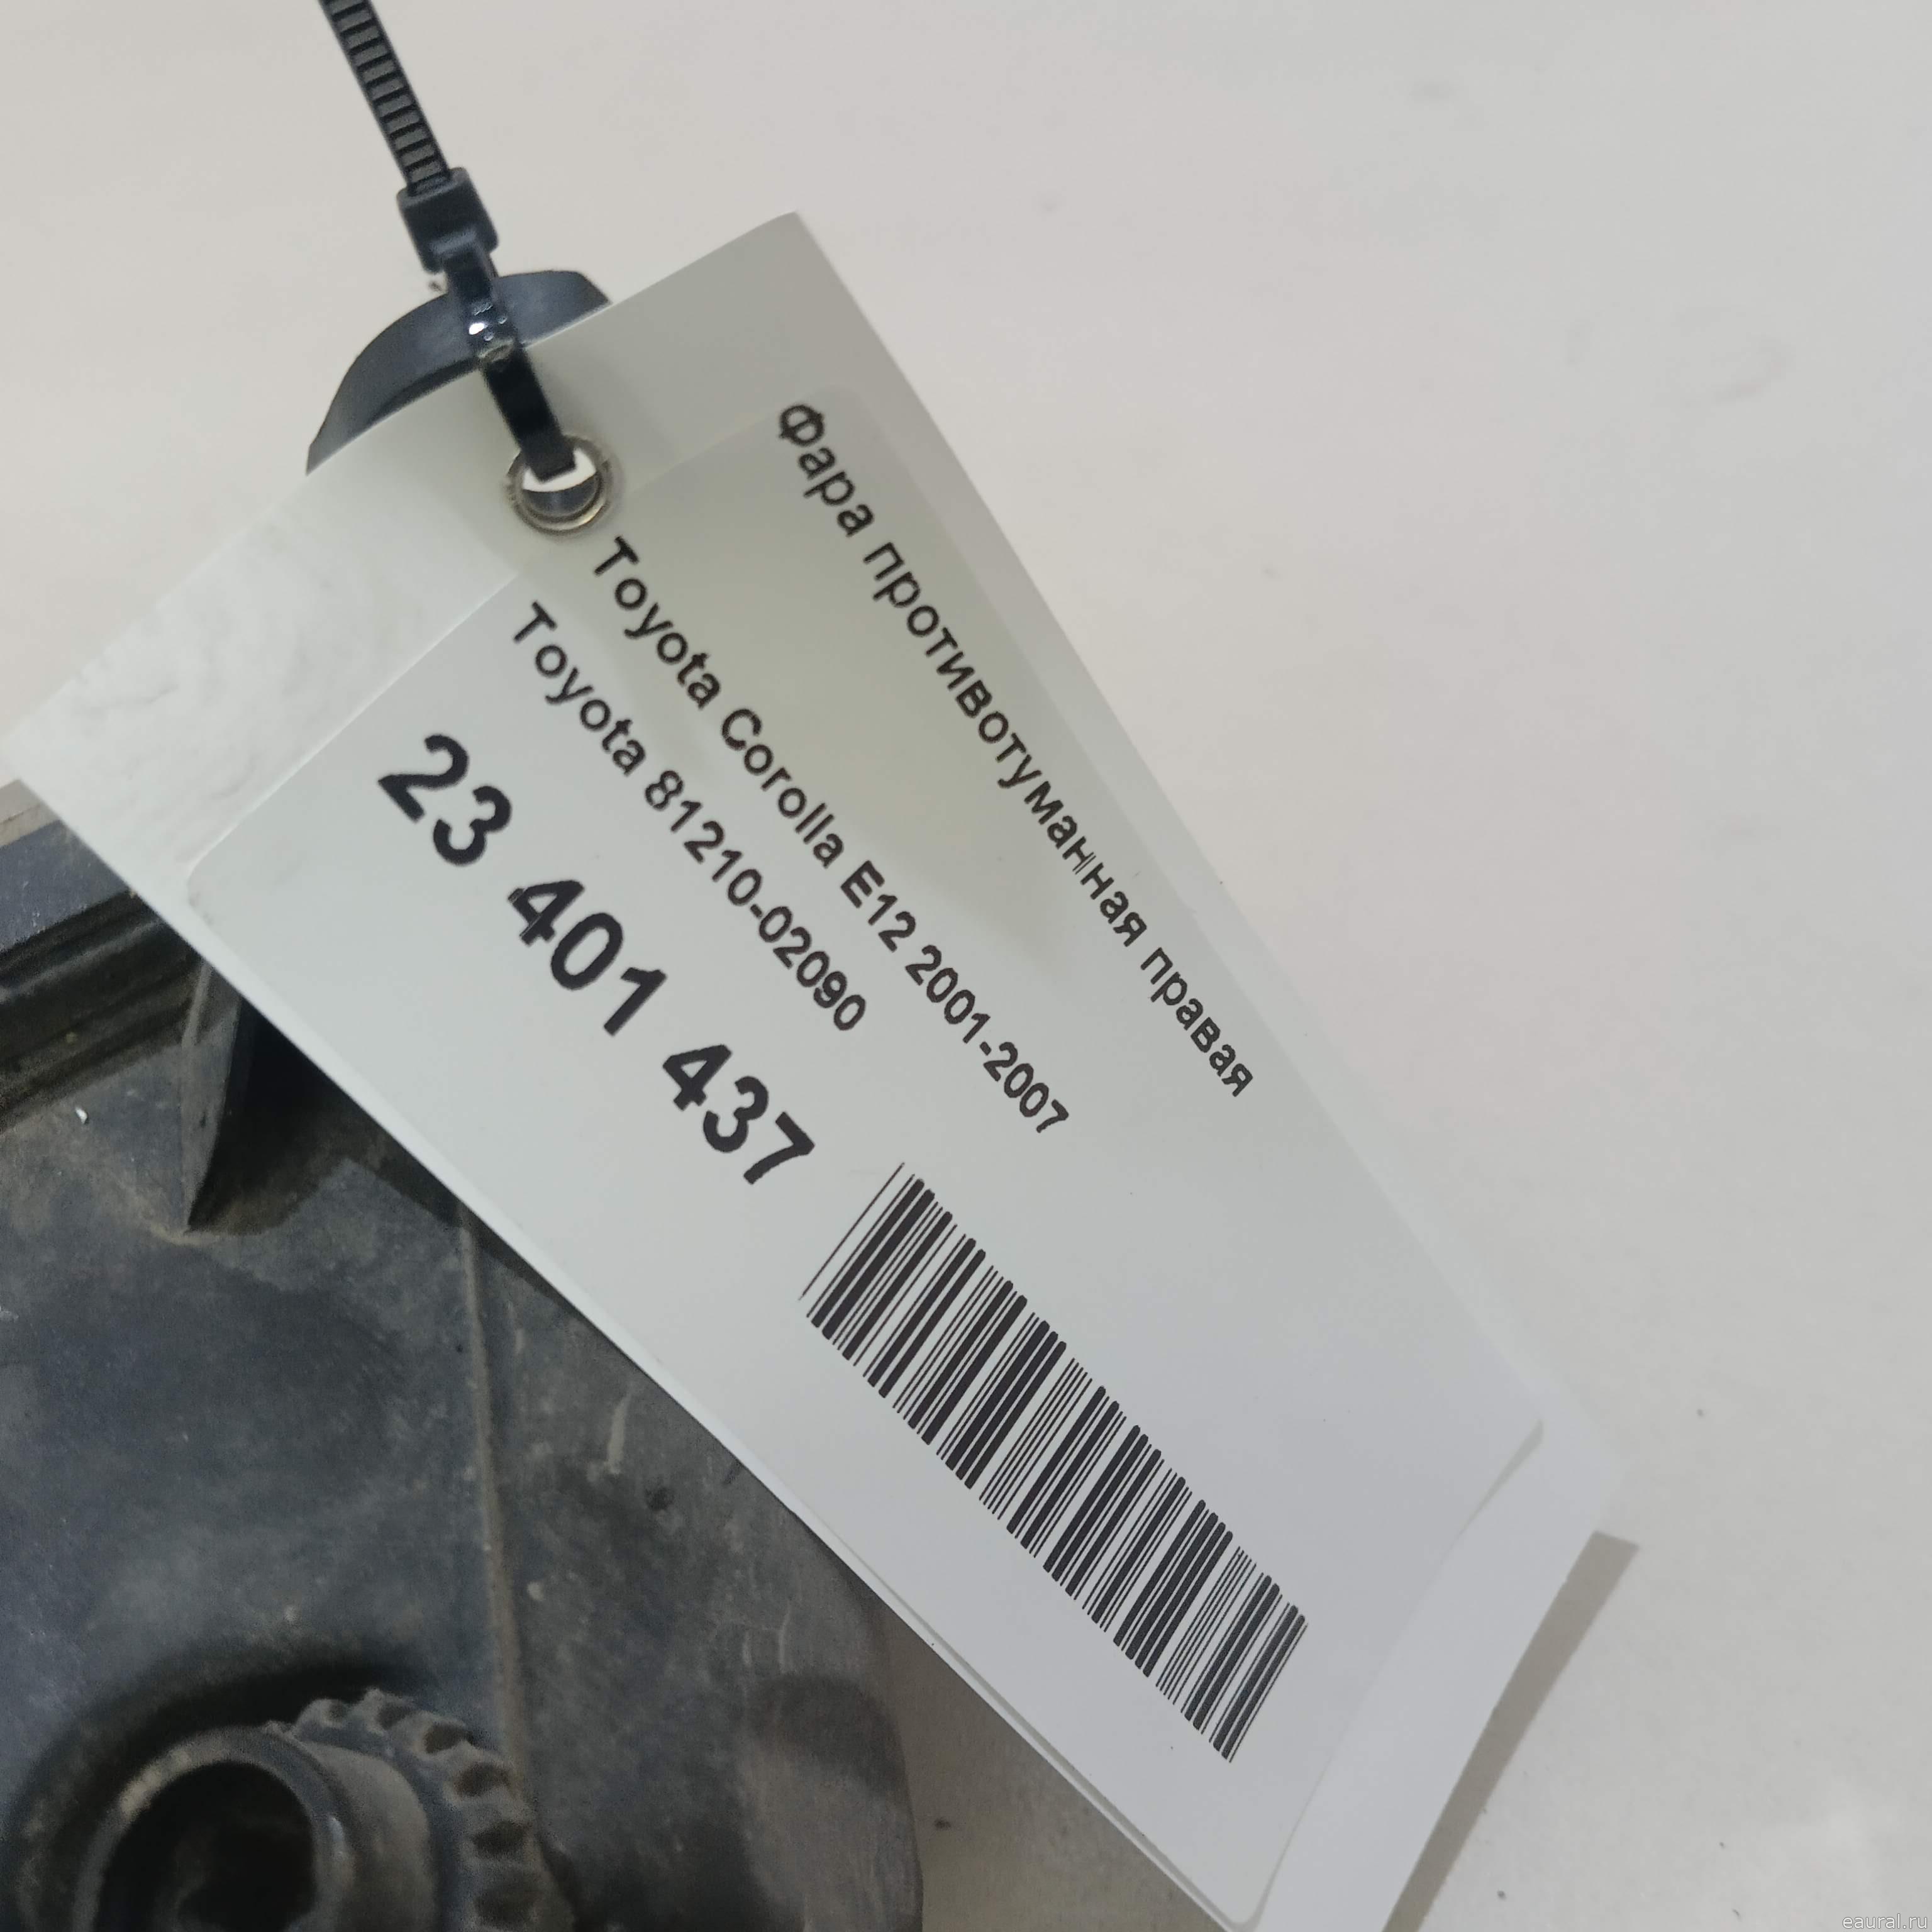 Фара противотуманная правая
Toyota Corolla E12 2001-2007
Toyota 81210-02090
23 401 437
eaural.ru